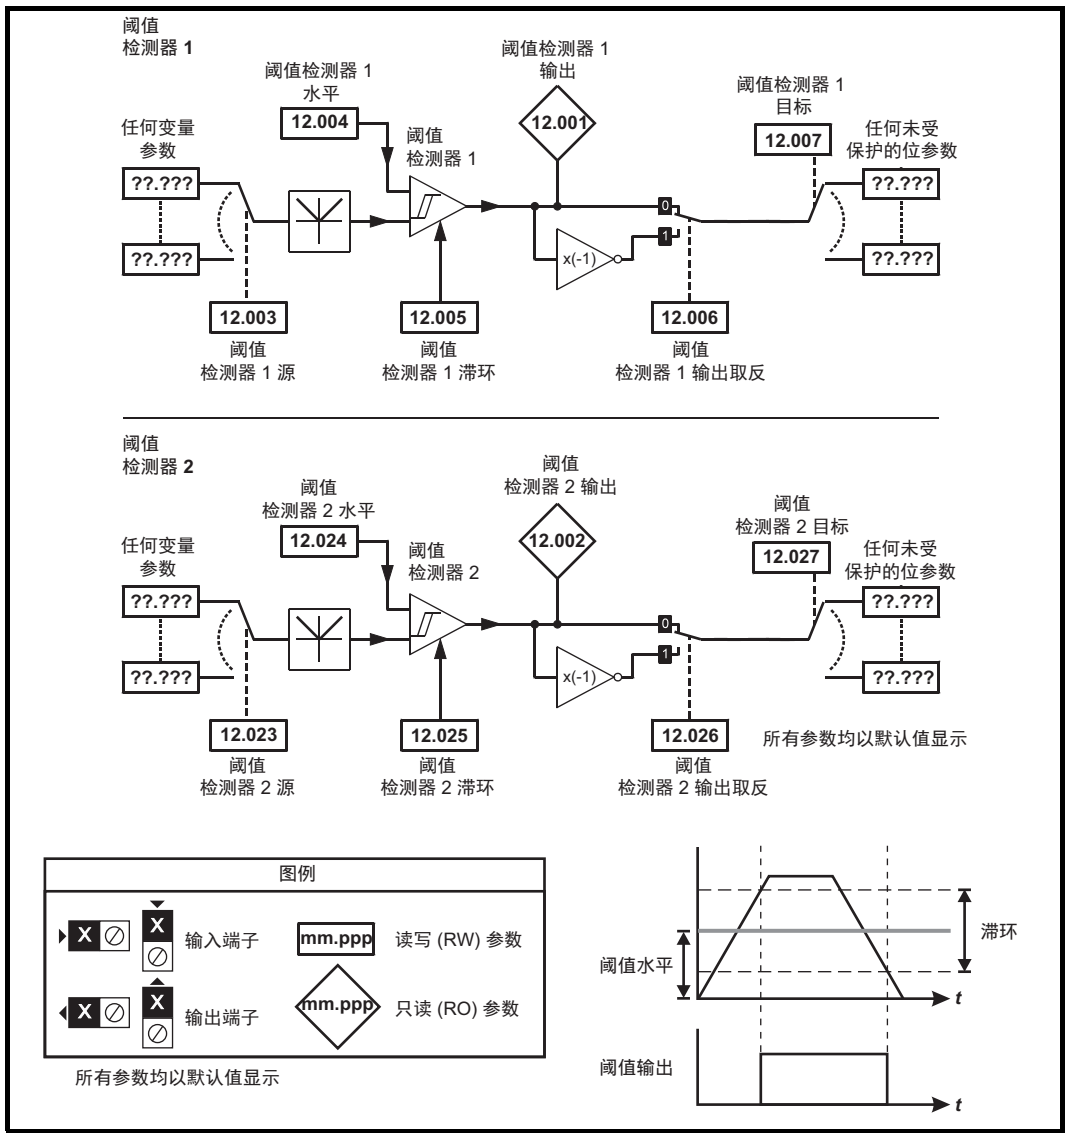 阈值
检测器 1
阈值检测器 1
水平
12.004
阈值检测器 1
输出
12.001
阈值检测器 1
目标
12.007
任何变量
参数
??.???
??.???
阈值
检测器 1
0
1
x(-1)
任何未受
保护的位参数
??.???
??.???
12.003
阈值
检测器 1 源
12.005
阈值
检测器 1 滞环
12.006
阈值
检测器 1 输出取反
阈值
检测器 2
阈值
检测器 2 水平
12.024
阈值
检测器 2 输出
12.002
阈值
检测器 2 目标
12.027
任何变量
参数
??.???
??.???
阈值
检测器 2
0
1
x(-1)
任何未受
保护的位参数
??.???
??.???
12.023
阈值
检测器 2 源
12.025
阈值
检测器 2 滞环
12.026
阈值
检测器 2 输出取反
所有参数均以默认值显示
图例
X
X
输入端子
mm.ppp
读写 (RW) 参数
X
X
输出端子
mm.ppp
只读 (RO) 参数
所有参数均以默认值显示
阈值水平
滞环
t
阈值输出
t